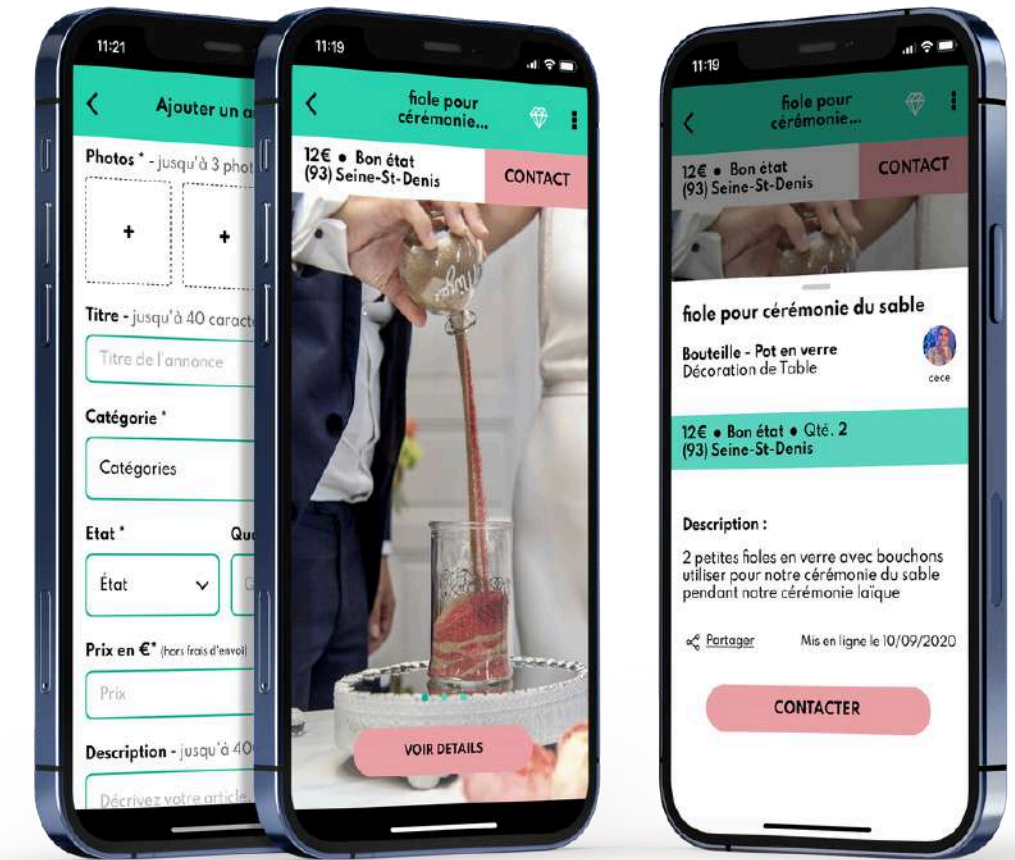 11:21
Ajouter un a
Photos * - jusqu'à 3 phot
+
+
Titre - jusqu'à 40 caracté
Titre de l'annonce
Catégorie *
Catégories
Etat *
Qua
État
Prix en €* (hors frais d'envoi)
Prix
Description - jusqu'à 40
Décrivez votre article
11:19
fiole pour
cérémonie...
12€ • Bon état
(93) Seine-St-Denis
CONTACT
VOIR DETAILS
11:19
fiole pour
cérémonie...
12€ • Bon état
(93) Seine-St-Denis
CONTACT
fiole pour cérémonie du sable
Bouteille - Pot en verre
Décoration de Table
cece
12€ • Bon état • Qté. 2
(93) Seine-St-Denis
Description :
2 petites fioles en verre avec bouchons
utiliser pour notre cérémonie du sable
pendant notre cérémonie laïque
Partager
Mis en ligne le 10/09/2020
CONTACTER